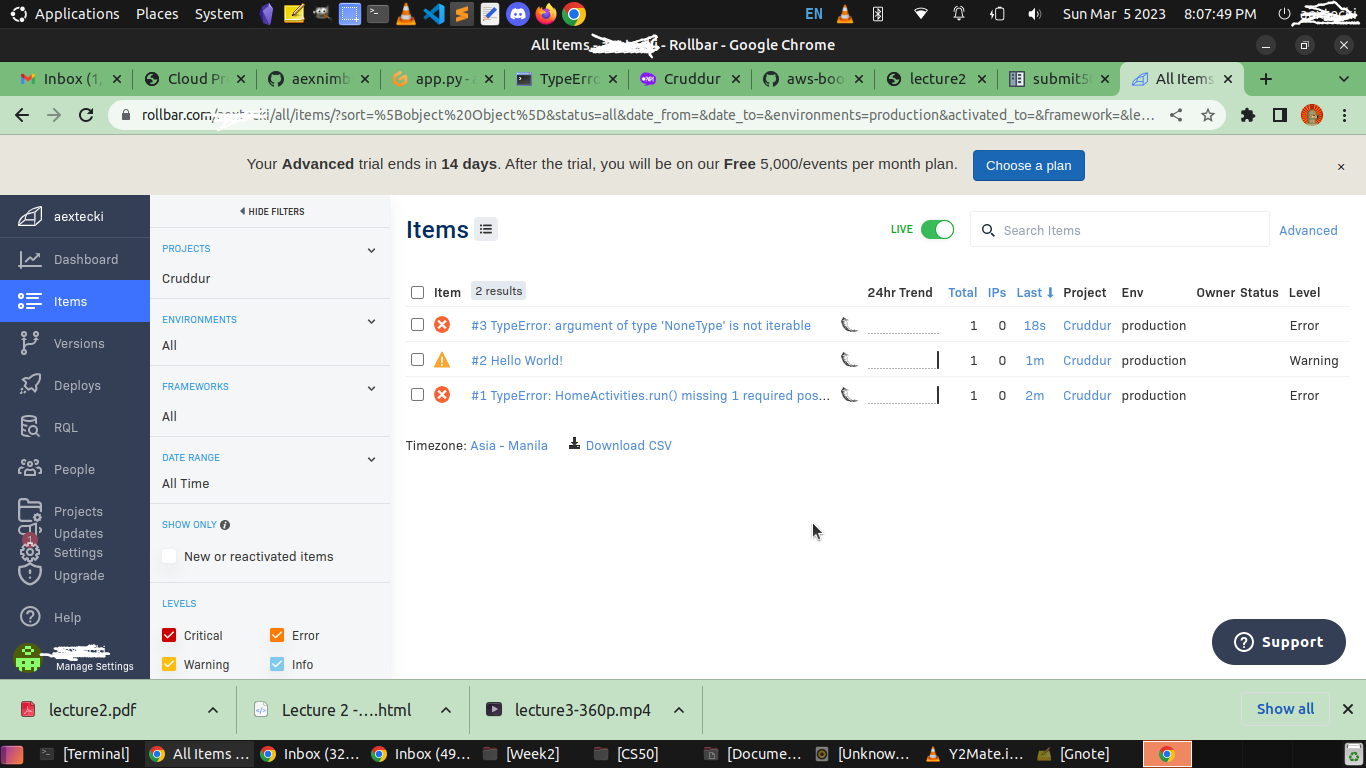 Applications Places System EN Sun Mar 5 2023 8:07:49 PM
All Items - Rollbar - Google Chrome
Inbox (1, Cloud Pr aexnimb app.py - TypeErro Cruddur aws-boo lecture2 submit5 All Items
rollbar.com/ ki/all/items/?sort=%5Bobject%20Object%5D&status=all&date_from=&date_to=&environments=production&activated_to=&framework=&le...
Your Advanced trial ends in 14 days. After the trial, you will be on our Free 5,000/events per month plan. Choose a plan ×
aextecki
Dashboard
Items
Versions
Deploys
RQL
People
Projects
Updates
1
Settings
Upgrade
Help
Manage Settings
HIDE FILTERS
PROJECTS
Cruddur
ENVIRONMENTS
All
FRAMEWORKS
All
DATE RANGE
All Time
SHOW ONLY
New or reactivated items
LEVELS
Critical Error
Warning Info
Items LIVE Search Items Advanced
Item 2 results 24hr Trend Total IPs Last Project Env Owner Status Level
#3 TypeError: argument of type 'NoneType' is not iterable 1 0 18s Cruddur production Error
#2 Hello World! 1 0 1m Cruddur production Warning
#1 TypeError: HomeActivities.run() missing 1 required pos... 1 0 2m Cruddur production Error
Timezone: Asia - Manila Download CSV
Support
lecture2.pdf Lecture 2 -....html lecture3-360p.mp4 Show all
[Terminal] All Items ... Inbox (32... Inbox (49... [Week2] [CS50] [Docume... [Unknow... Y2Mate.i... [Gnote]